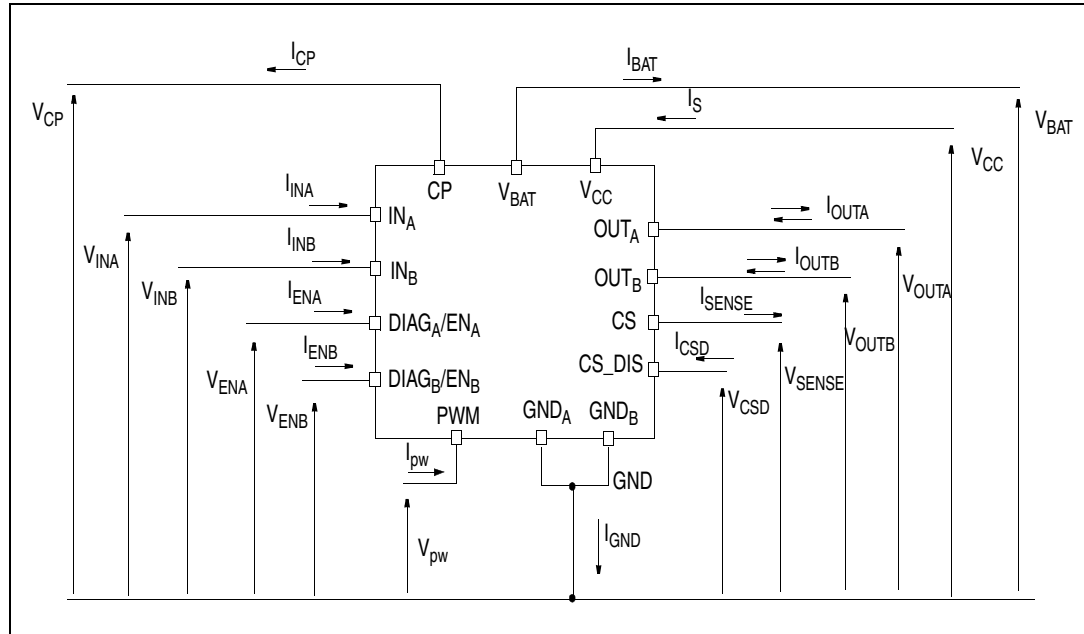 I_CP
I_BAT
I_S
V_CP
V_BAT
V_CC
CP
V_BAT
V_CC
I_INA
IN_A
OUT_A
I_OUTA
V_INA
I_INB
IN_B
OUT_B
I_OUTB
V_INB
V_OUTA
I_ENA
DIAG_A/EN_A
CS
I_SENSE
V_OUTB
I_ENB
DIAG_B/EN_B
CS_DIS
I_CSD
V_ENA
V_SENSE
V_ENB
V_CSD
PWM
GND_A
GND_B
I_pw
GND
V_pw
I_GND